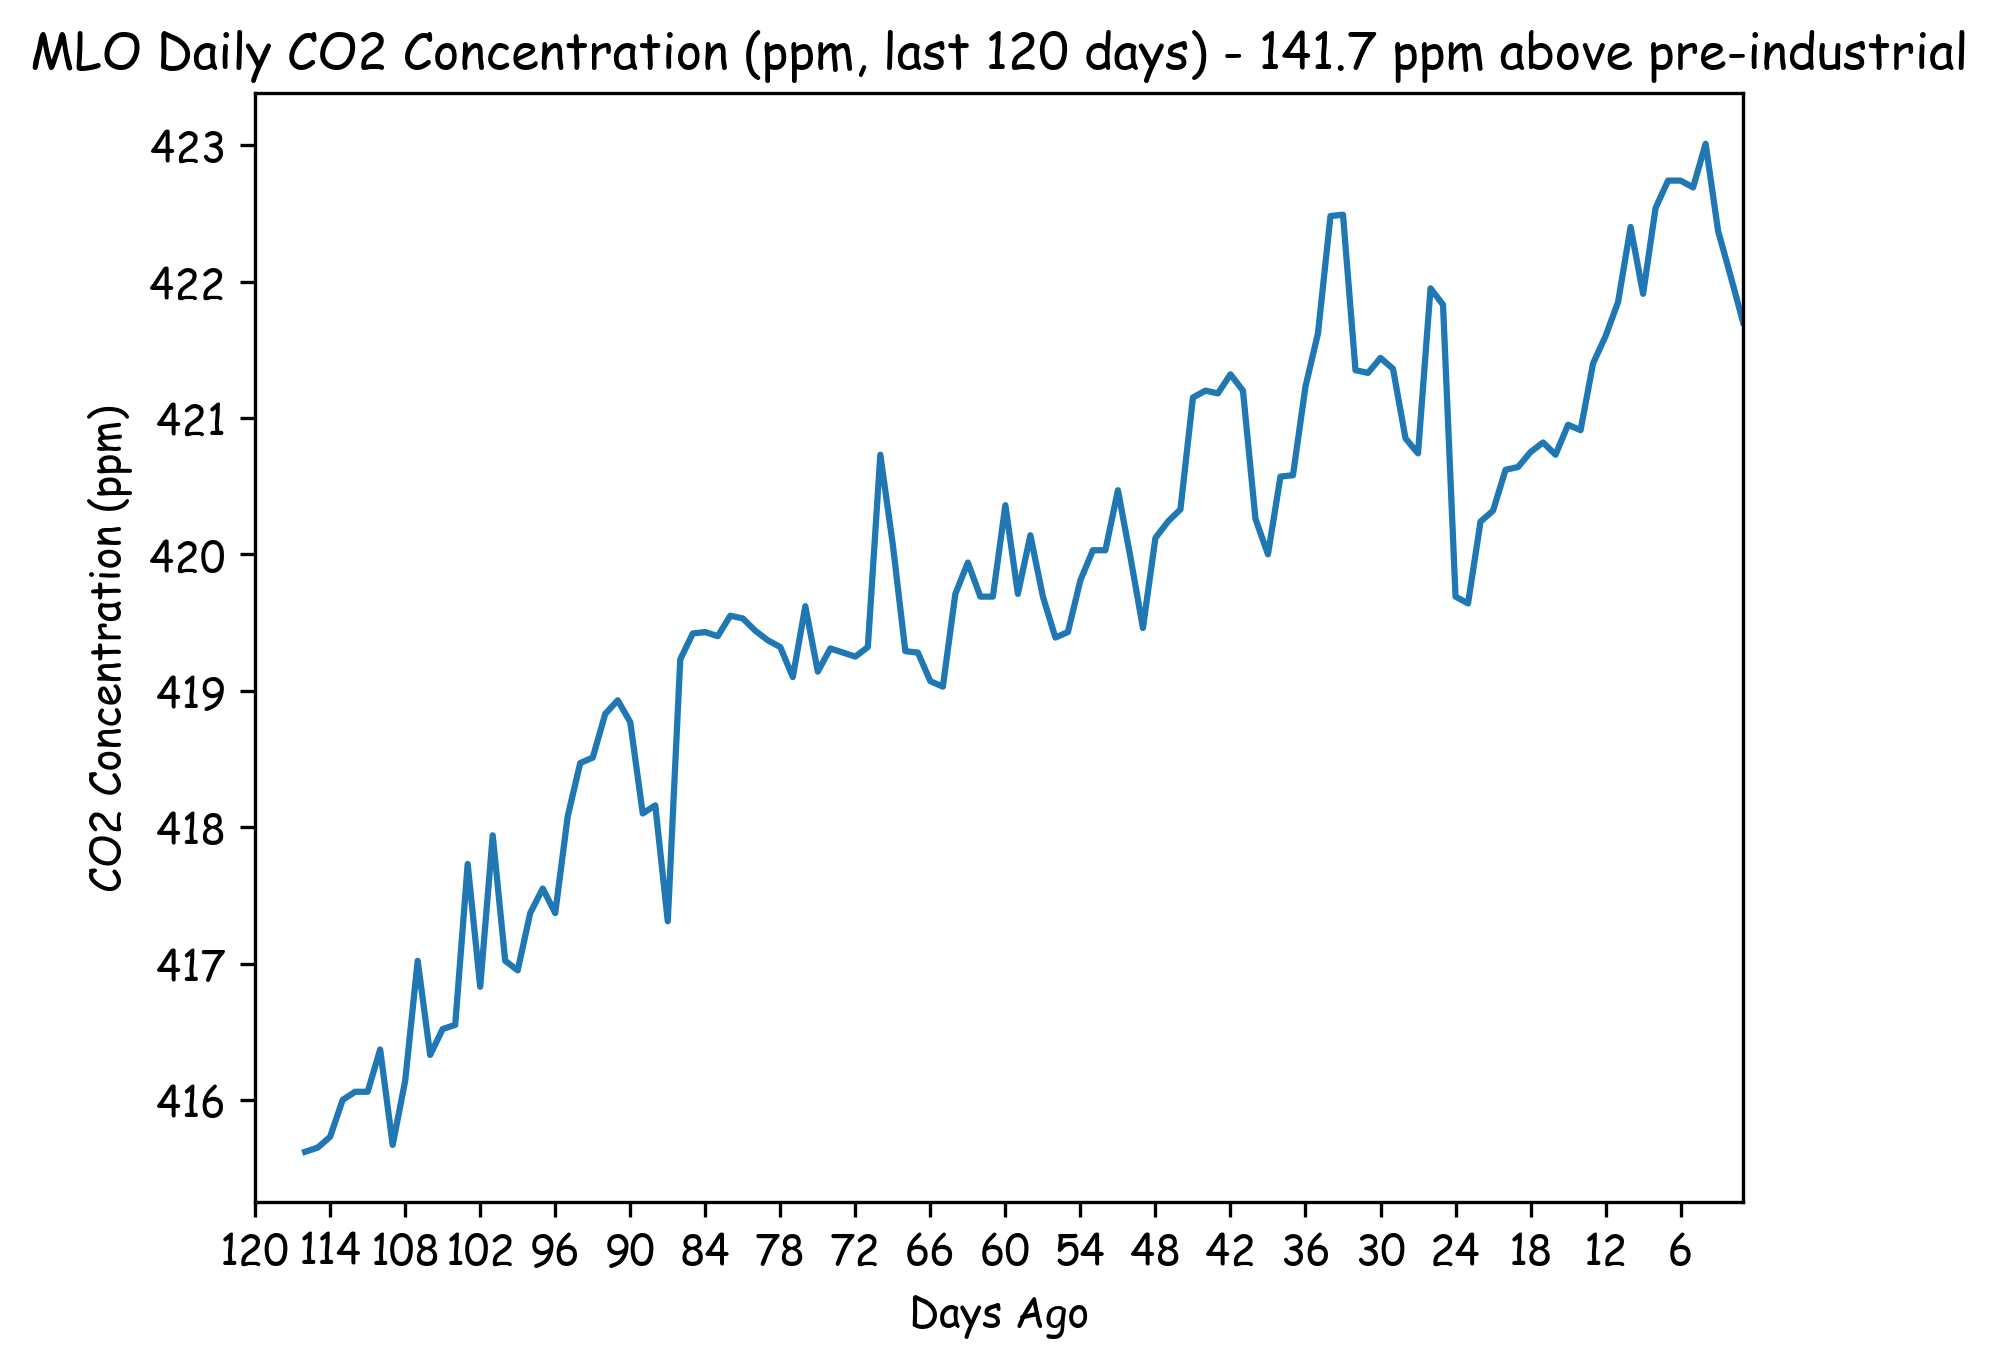 MLO Daily CO2 Concentration (ppm, last 120 days) - 141.7 ppm above pre-industrial
423
422
421
420
419
418
417
416
CO2 Concentration (ppm)
120 114 108 102 96 90 84 78 72 66 60 54 48 42 36 30 24 18 12 6
Days Ago